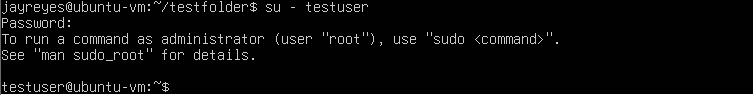 jayreyes@ubuntu-vm:~/testfolder$ su - testuser
Password:
To run a command as administrator (user "root"), use "sudo <command>".
See "man sudo_root" for details.
testuser@ubuntu-vm:~$